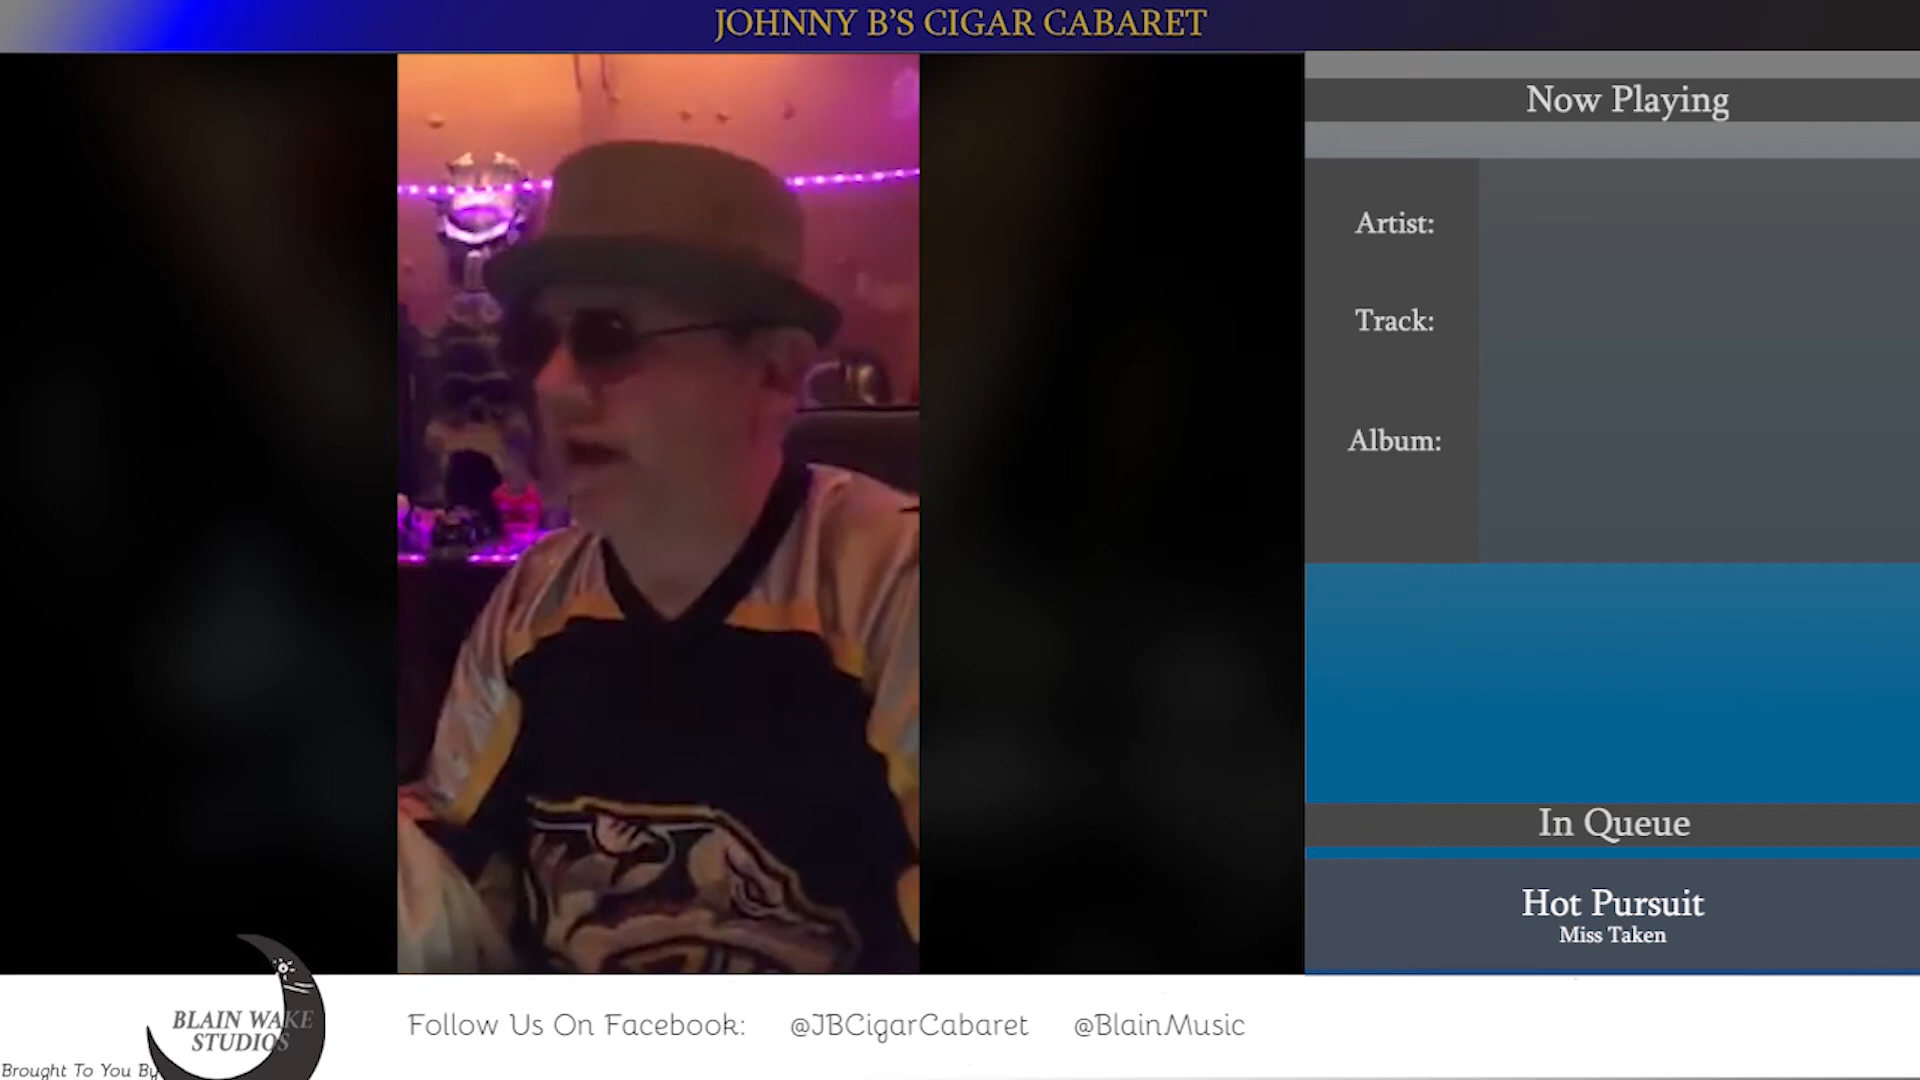 JOHNNY B'S CIGAR CABARET
Now Playing
Artist:
Track:
Album:
In Queue
Hot Pursuit
Miss Taken
BLAIN WAKE
STUDIOS
Follow Us On Facebook: @JBCigarCabaret @BlainMusic
Brought To You By